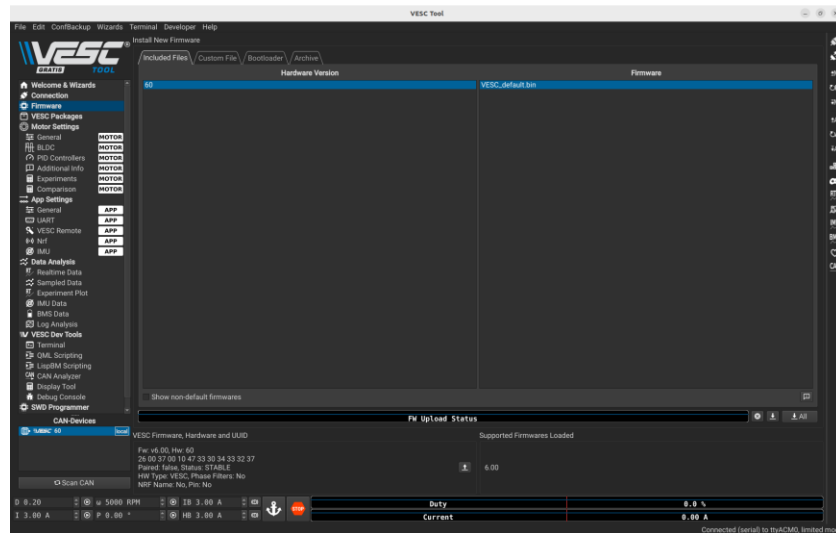 VESC Tool
File Edit ConfBackup Wizards Terminal Developer Help
VESC®
GRATIS TOOL
Install New Firmware
Included Files Custom File Bootloader Archive
Hardware Version Firmware
60 VESC_default.bin
Welcome & Wizards
Connection
Firmware
VESC Packages
Motor Settings
General MOTOR
BLDC MOTOR
PID Controllers MOTOR
Additional Info MOTOR
Experiments MOTOR
Comparison MOTOR
App Settings
General APP
UART APP
VESC Remote APP
Nrf APP
IMU APP
Data Analysis
Realtime Data
Sampled Data
Experiment Plot
IMU Data
BMS Data
Log Analysis
VESC Dev Tools
Terminal
QML Scripting
LispBM Scripting
CAN Analyzer
Display Tool
Debug Console
SWD Programmer
Show non-default firmwares
FW Upload Status
All
CAN-Devices
VESC 60 local
Scan CAN
VESC Firmware, Hardware and UUID
Fw: v6.00, Hw: 60
26 00 37 00 10 47 33 30 34 33 32 37
Paired: false, Status: STABLE
HW Type: VESC, Phase Filters: No
NRF Name: No, Pin: No
Supported Firmwares Loaded
6.00
D 0.20 ω 5000 RPM IB 3.00 A
I 3.00 A P 0.00 ° HB 3.00 A
STOP
Duty 0.0 %
Current 0.00 A
Connected (serial) to ttyACM0, limited mo